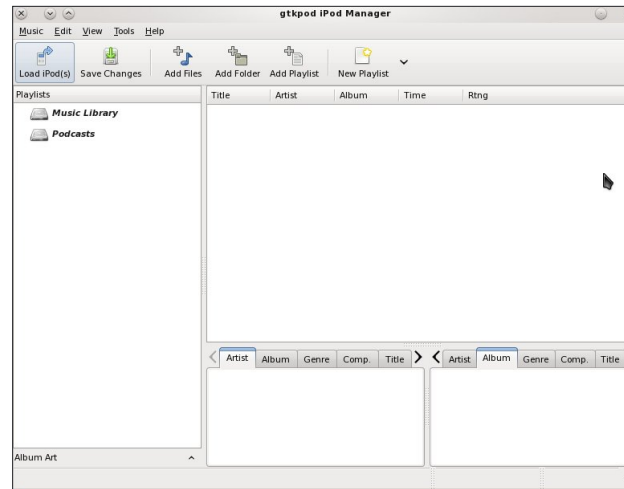 gtkpod iPod Manager
Music Edit View Tools Help
Load iPod(s) Save Changes Add Files Add Folder Add Playlist New Playlist
Playlists
Title Artist Album Time Rtng
Music Library
Podcasts
Artist Album Genre Comp. Title
Artist Album Genre Comp. Title
Album Art